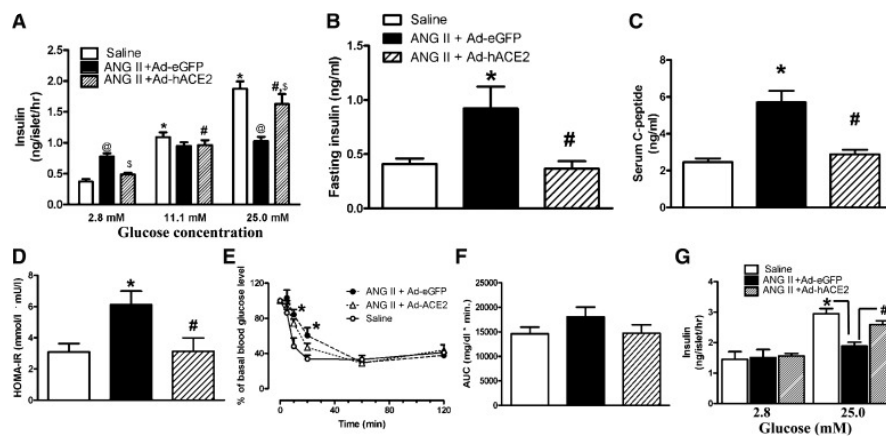 A
Saline
ANG II +Ad-eGFP
ANG II +Ad-hACE2
Insulin
(ng/islet/hr)
2.0
1.5
1.0
0.5
0.0
@
$
*
#
*
@
#,$
2.8 mM 11.1 mM 25.0 mM
Glucose concentration
B
Saline
ANG II + Ad-eGFP
ANG II + Ad-hACE2
Fasting insulin (ng/ml)
1.5
1.0
0.5
0.0
*
#
C
Serum C-peptide
(ng/ml)
8
6
4
2
0
*
#
D
HOMA-IR (mmol/l · mU/l)
8
6
4
2
0
*
#
E
% of basal blood glucose level
120
80
40
0
*
*
ANG II + Ad-eGFP
ANG II + Ad-ACE2
Saline
0 60 120
Time (min)
F
AUC (mg/dl * min.)
25000
20000
15000
10000
5000
0
G
Saline
ANG II +Ad-eGFP
ANG II +Ad-hACE2
Insulin
(ng/islet/hr)
4
3
2
1
0
*
#
2.8 25.0
Glucose (mM)